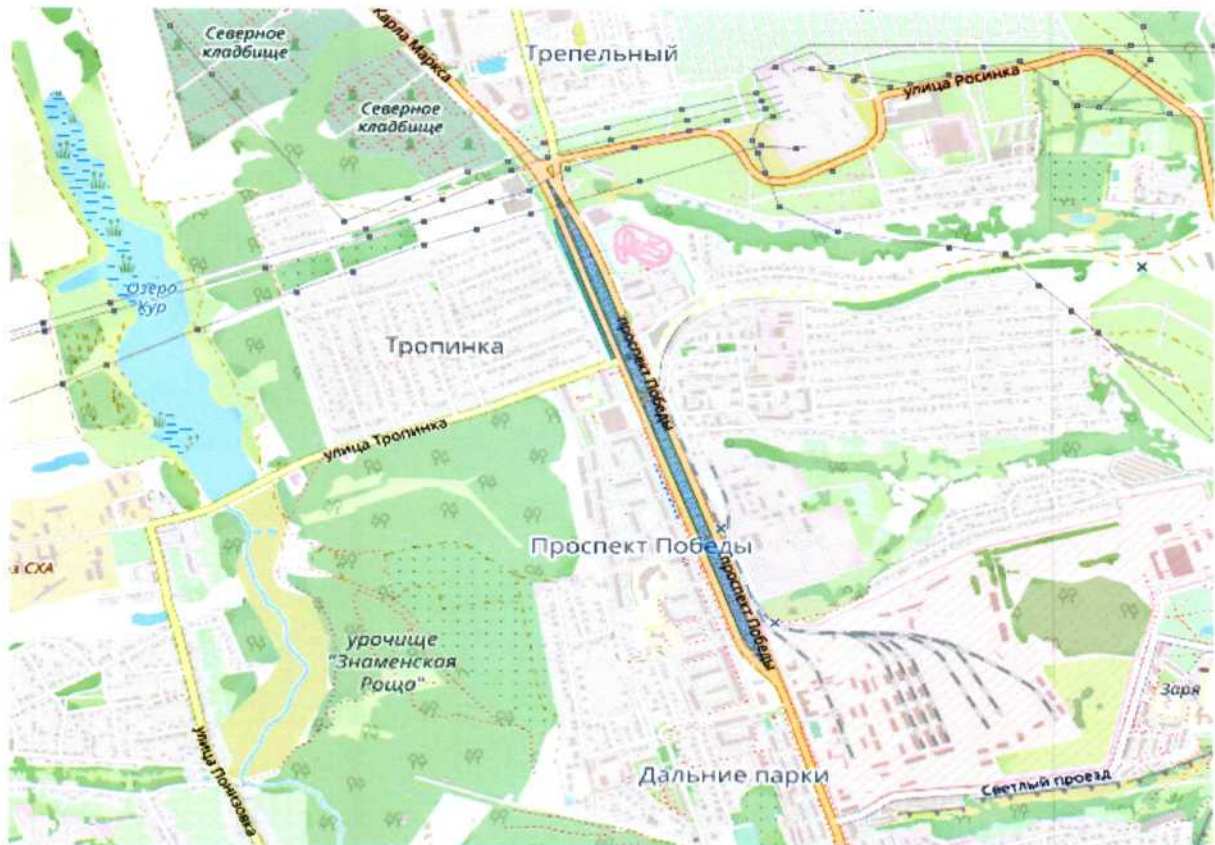 Карла Маркса
Северное
кладбище
Трепельный
улица Росинка
Северное
кладбище
Озеро
Кур
Тропинка
проспект Победы
улица Тропинка
Проспект Победы
проспект Победы
з СХА
урочище
"Знаменская
Роща"
Заря
улица Понизовка
Дальние парки
Светлый проезд